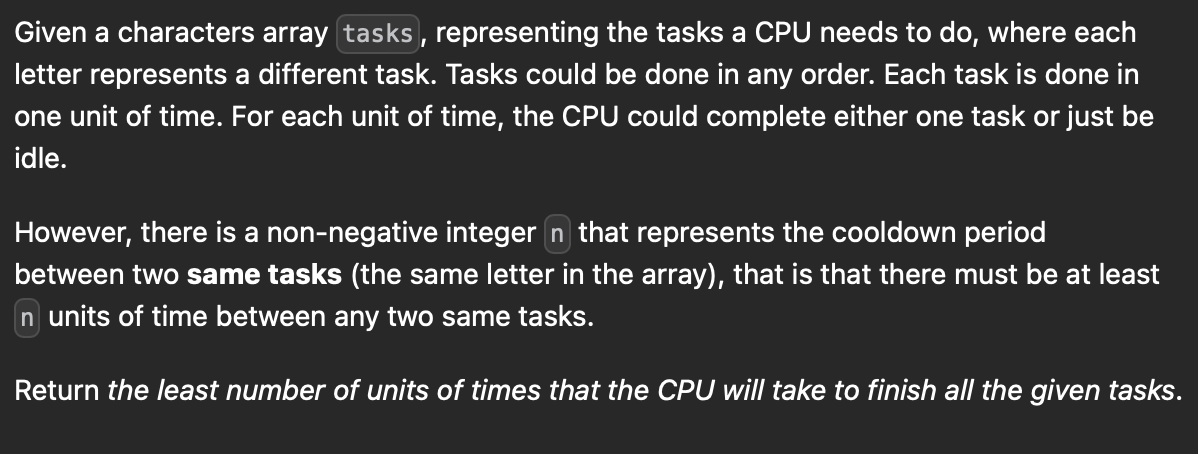 Given a characters array tasks, representing the tasks a CPU needs to do, where each
letter represents a different task. Tasks could be done in any order. Each task is done in
one unit of time. For each unit of time, the CPU could complete either one task or just be
idle.
However, there is a non-negative integer n that represents the cooldown period
between two same tasks (the same letter in the array), that is that there must be at least
n units of time between any two same tasks.
Return the least number of units of times that the CPU will take to finish all the given tasks.